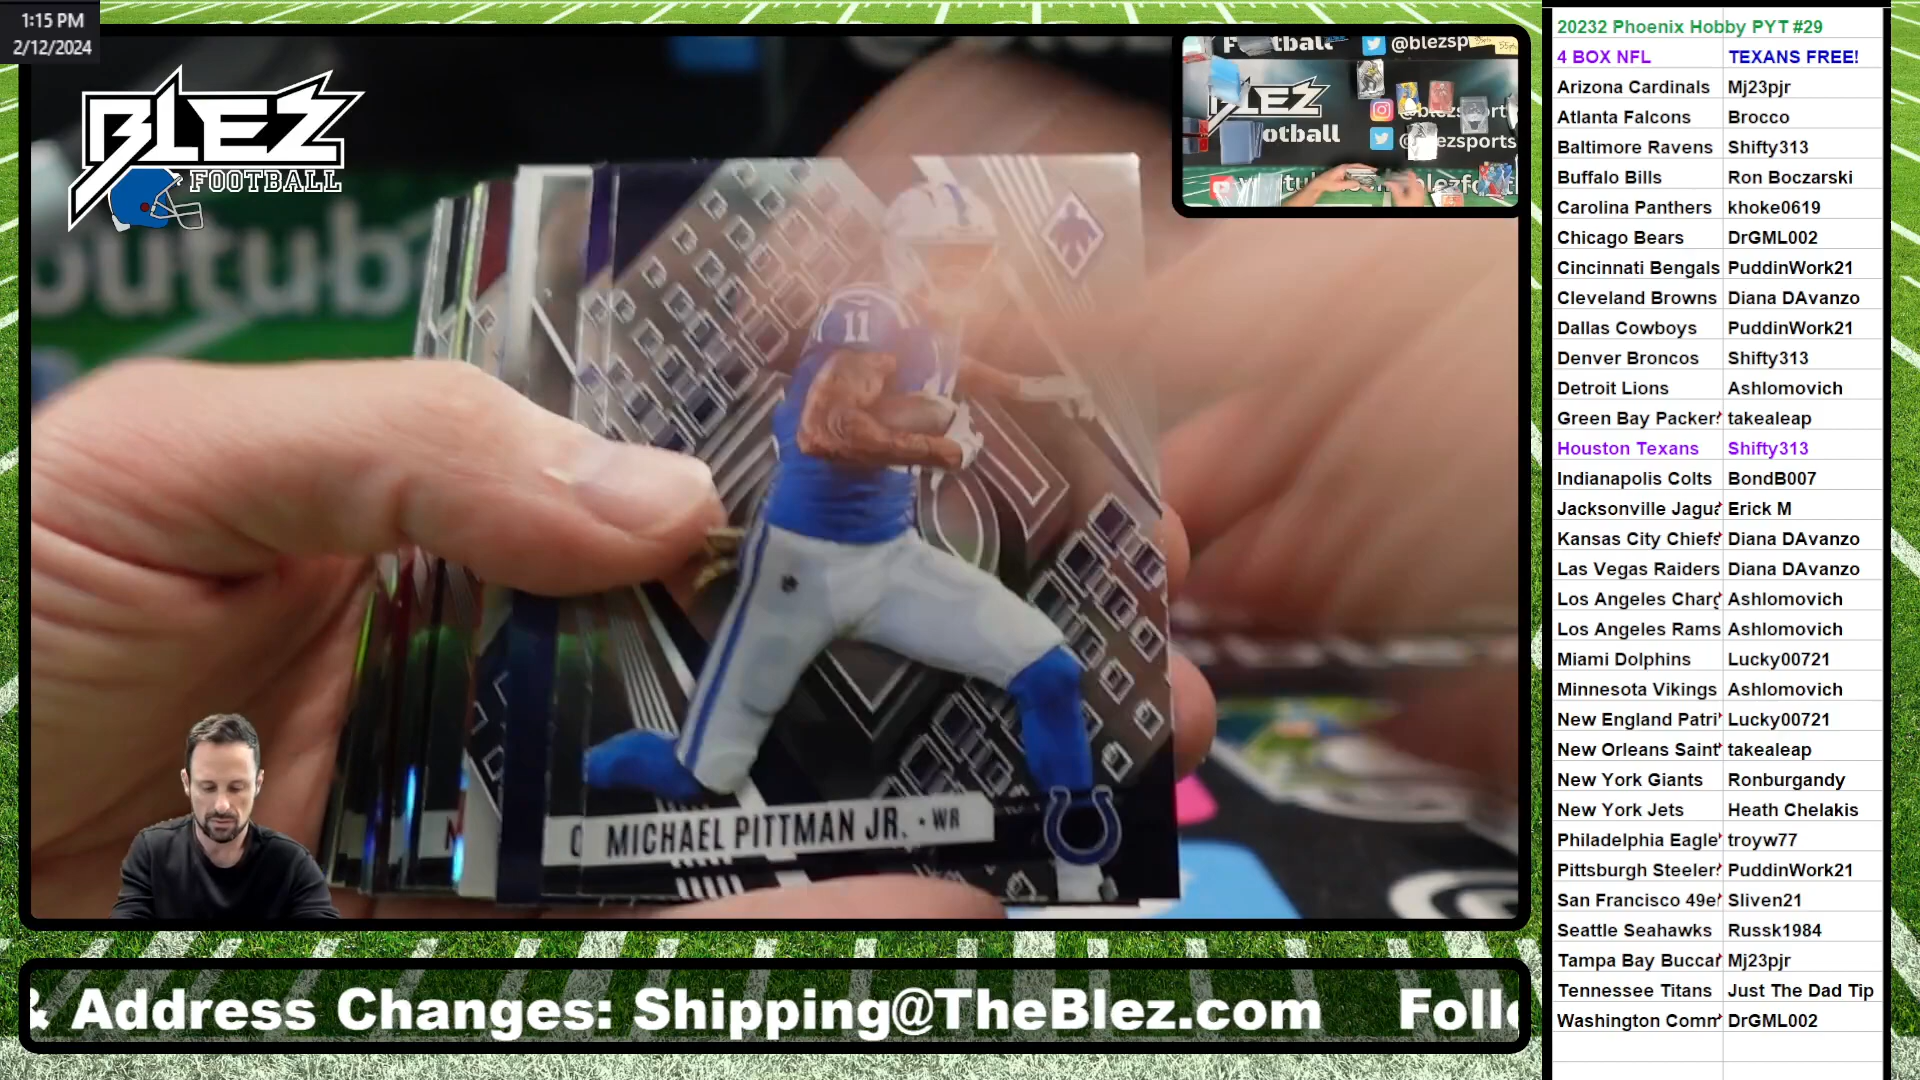 1:15 PM
2/12/2024
BLEZ
FOOTBALL
outub
11
MICHAEL PITTMAN JR. • WR
Football
@blezsp
BLEZ
otball
& Address Changes: Shipping@TheBlez.com Follo
20232 Phoenix Hobby PYT #29
4 BOX NFL TEXANS FREE!
Arizona Cardinals Mj23pjr
Atlanta Falcons Brocco
Baltimore Ravens Shifty313
Buffalo Bills Ron Boczarski
Carolina Panthers khoke0619
Chicago Bears DrGML002
Cincinnati Bengals PuddinWork21
Cleveland Browns Diana DAvanzo
Dallas Cowboys PuddinWork21
Denver Broncos Shifty313
Detroit Lions Ashlomovich
Green Bay Packer takealeap
Houston Texans Shifty313
Indianapolis Colts BondB007
Jacksonville Jagua Erick M
Kansas City Chiefs Diana DAvanzo
Las Vegas Raiders Diana DAvanzo
Los Angeles Charg Ashlomovich
Los Angeles Rams Ashlomovich
Miami Dolphins Lucky00721
Minnesota Vikings Ashlomovich
New England Patri Lucky00721
New Orleans Saint takealeap
New York Giants Ronburgandy
New York Jets Heath Chelakis
Philadelphia Eagle troyw77
Pittsburgh Steeler PuddinWork21
San Francisco 49e Sliven21
Seattle Seahawks Russk1984
Tampa Bay Buccar Mj23pjr
Tennessee Titans Just The Dad Tip
Washington Comm DrGML002